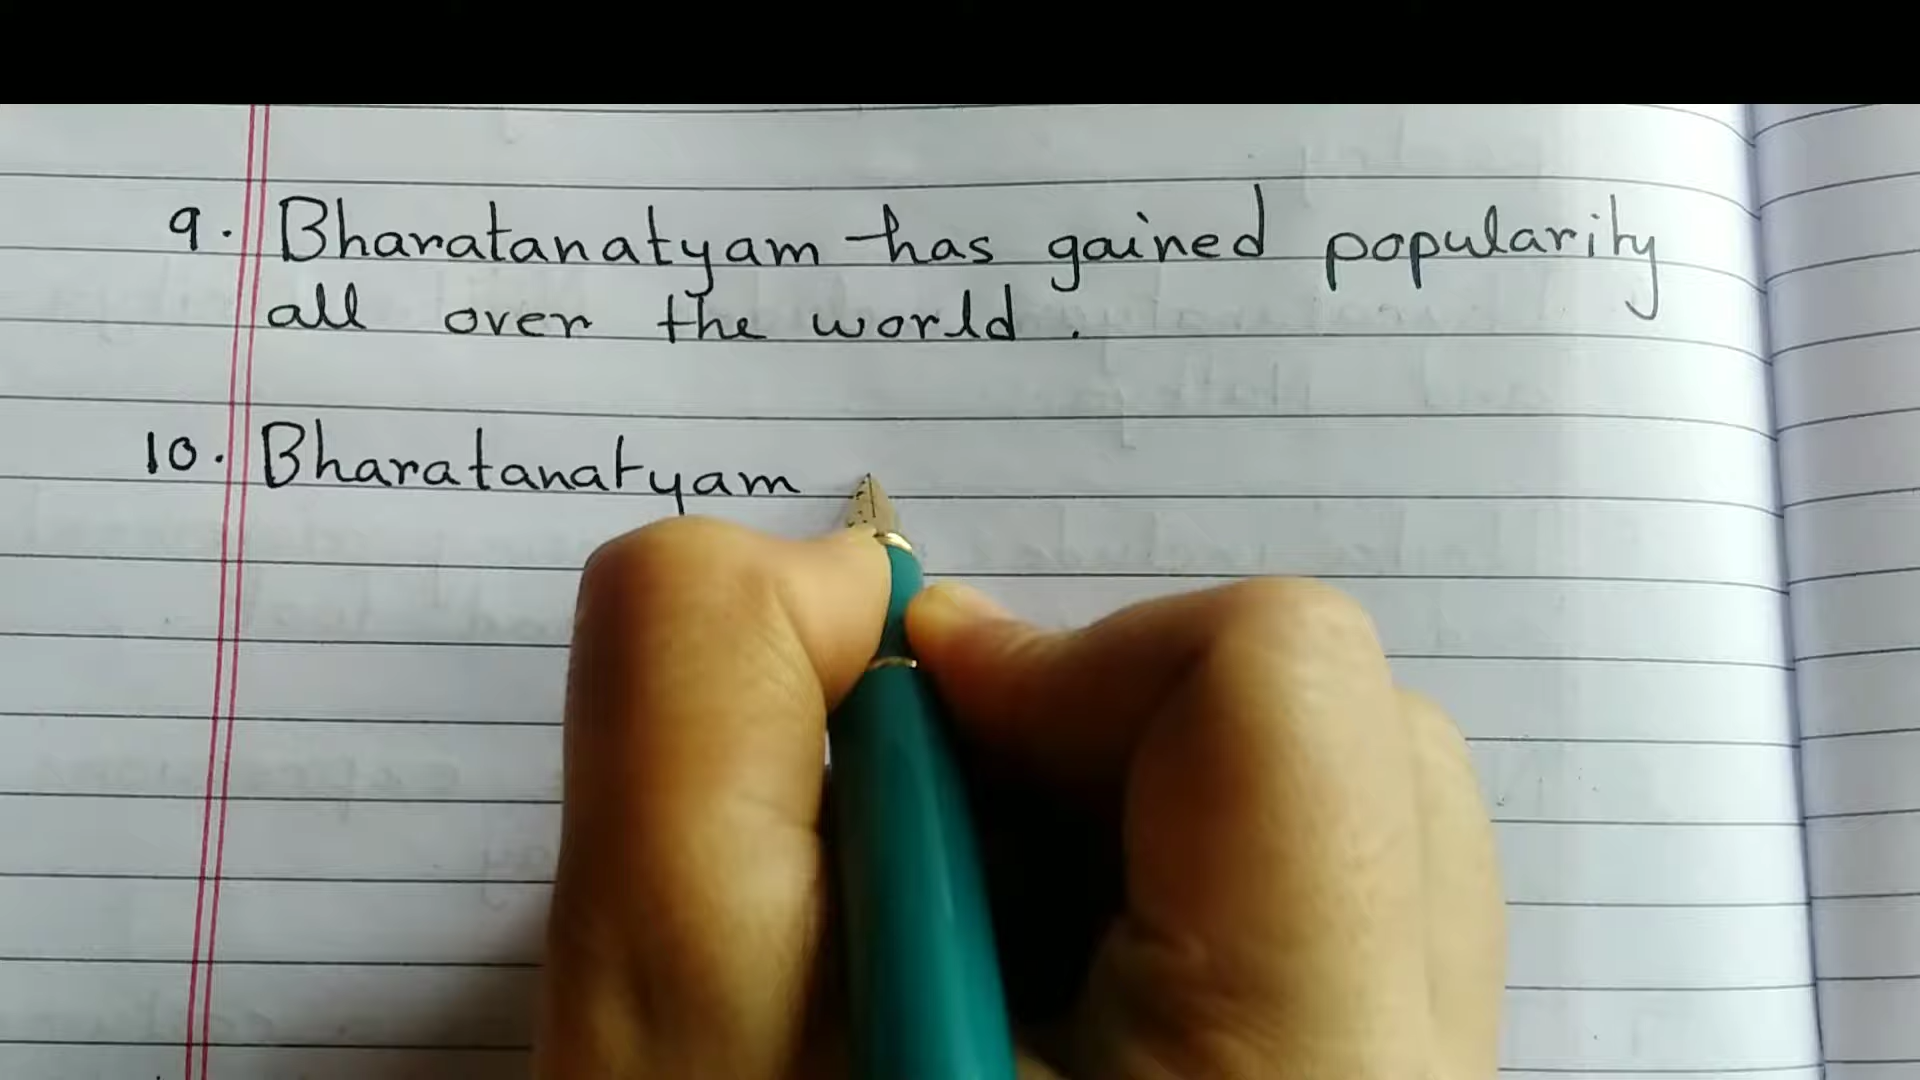 9. Bharatanatyam has gained popularity
all over the world.
10. Bharatanatyam